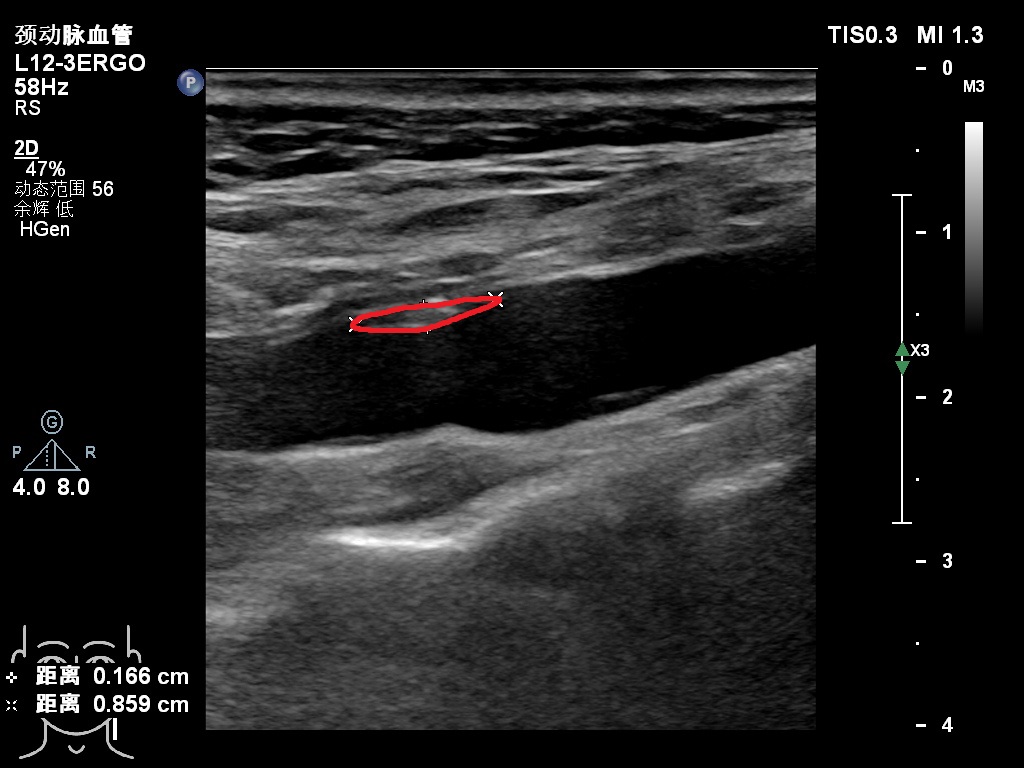 颈动脉血管
L12-3ERGO
58Hz
RS
2D
47%
动态范围 56
余辉 低
HGen
P
TIS0.3 MI 1.3
0
M3
1
X3
2
3
4
G
P R
4.0 8.0
距离 0.166 cm
距离 0.859 cm